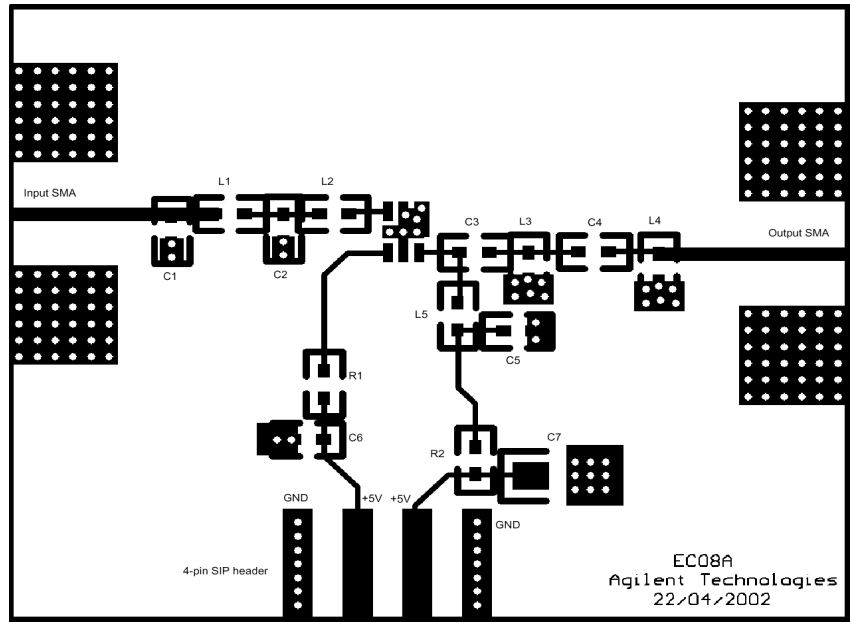 Input SMA
L1
L2
C1
C2
C3
L3
C4
L4
Output SMA
L5
C5
R1
C6
R2
C7
GND
+5V
+5V
GND
4-pin SIP header
EC08A
Agilent Technologies
22/04/2002